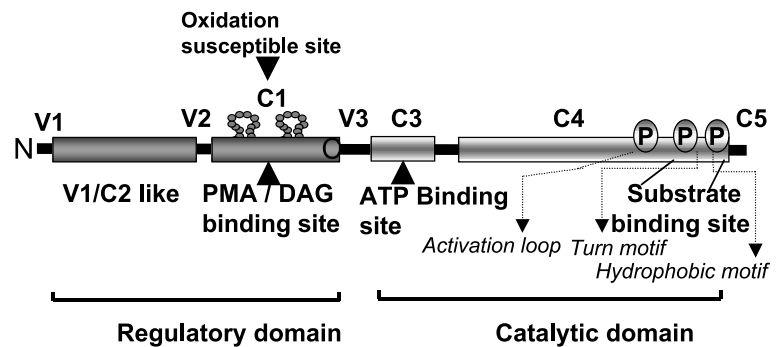 Oxidation
susceptible site
V1
V2
C1
V3
C3
C4
C5
N
O
P
P
P
V1/C2 like
PMA / DAG
binding site
ATP Binding
site
Substrate
binding site
Activation loop
Turn motif
Hydrophobic motif
Regulatory domain
Catalytic domain